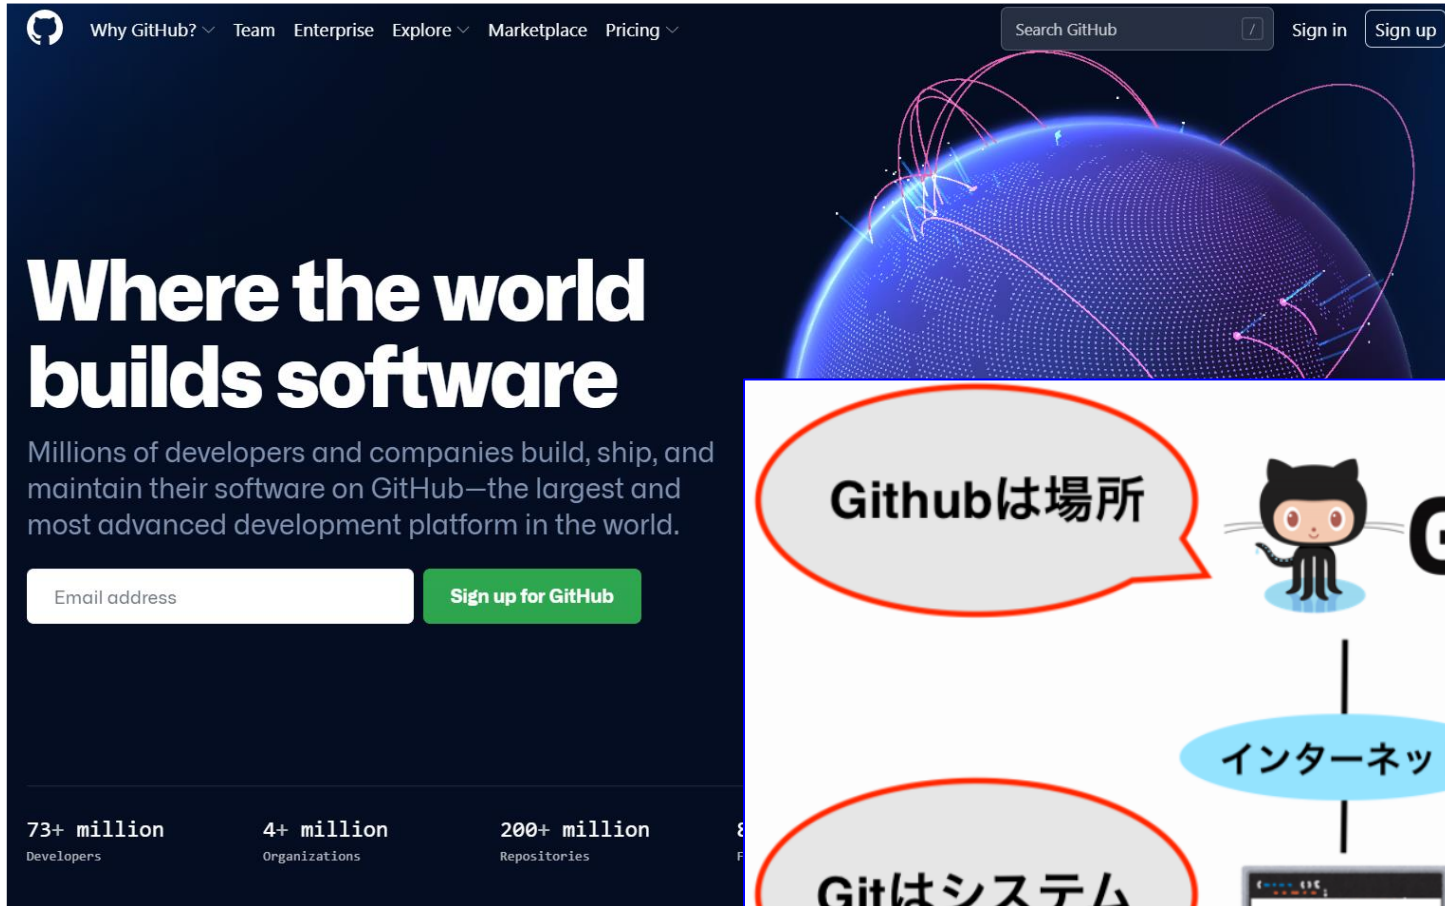 Why GitHub? Team Enterprise Explore Marketplace Pricing Search GitHub / Sign in Sign up
Where the world
builds software
Millions of developers and companies build, ship, and
maintain their software on GitHub—the largest and
most advanced development platform in the world.
Email address Sign up for GitHub
73+ million 4+ million 200+ million
Developers Organizations Repositories
Githubは場所
インターネッ
Gitはシステム